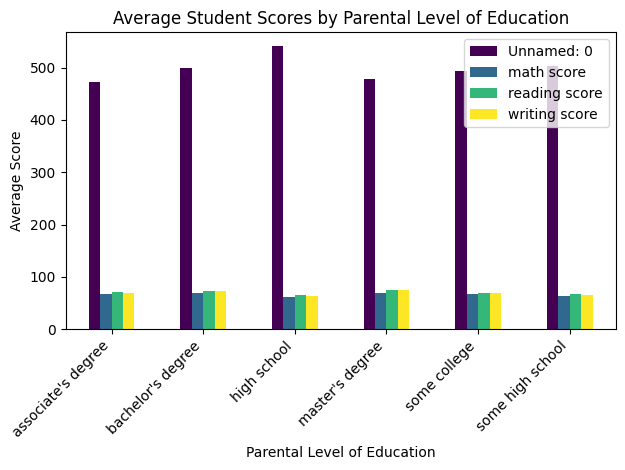 Average Student Scores by Parental Level of Education
Unnamed: 0
math score
reading score
writing score
Average Score
500
400
300
200
100
0
associate's degree
bachelor's degree
high school
master's degree
some college
some high school
Parental Level of Education